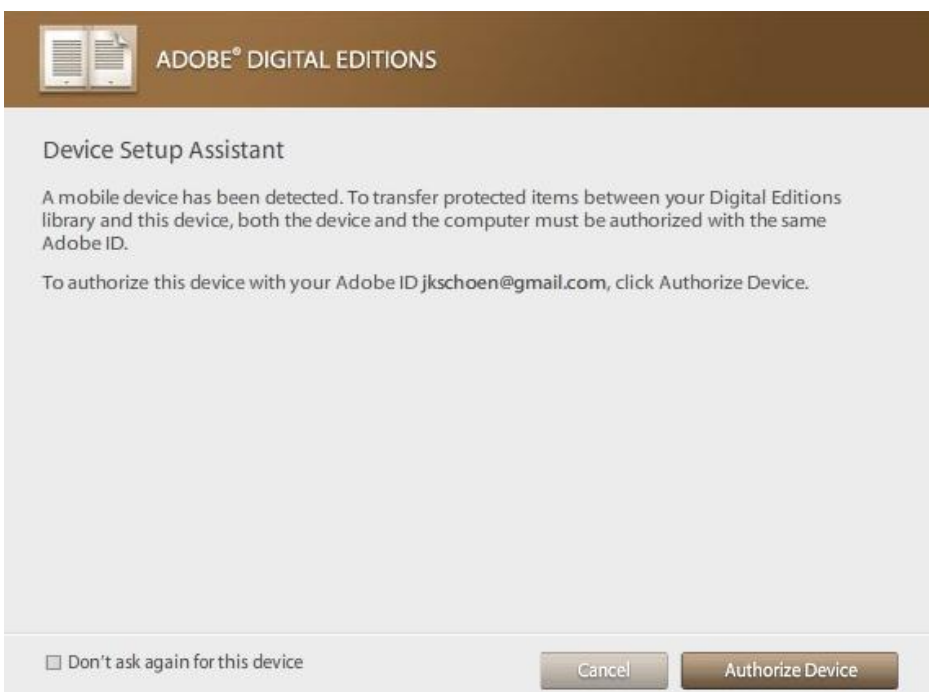 ADOBE® DIGITAL EDITIONS
Device Setup Assistant
A mobile device has been detected. To transfer protected items between your Digital Editions
library and this device, both the device and the computer must be authorized with the same
Adobe ID.
To authorize this device with your Adobe ID jkschoen@gmail.com, click Authorize Device.
Don't ask again for this device
Cancel
Authorize Device